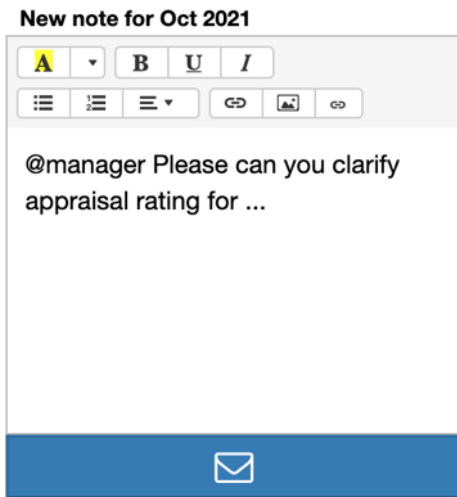 New note for Oct 2021
A B U I
@manager Please can you clarify
appraisal rating for ...